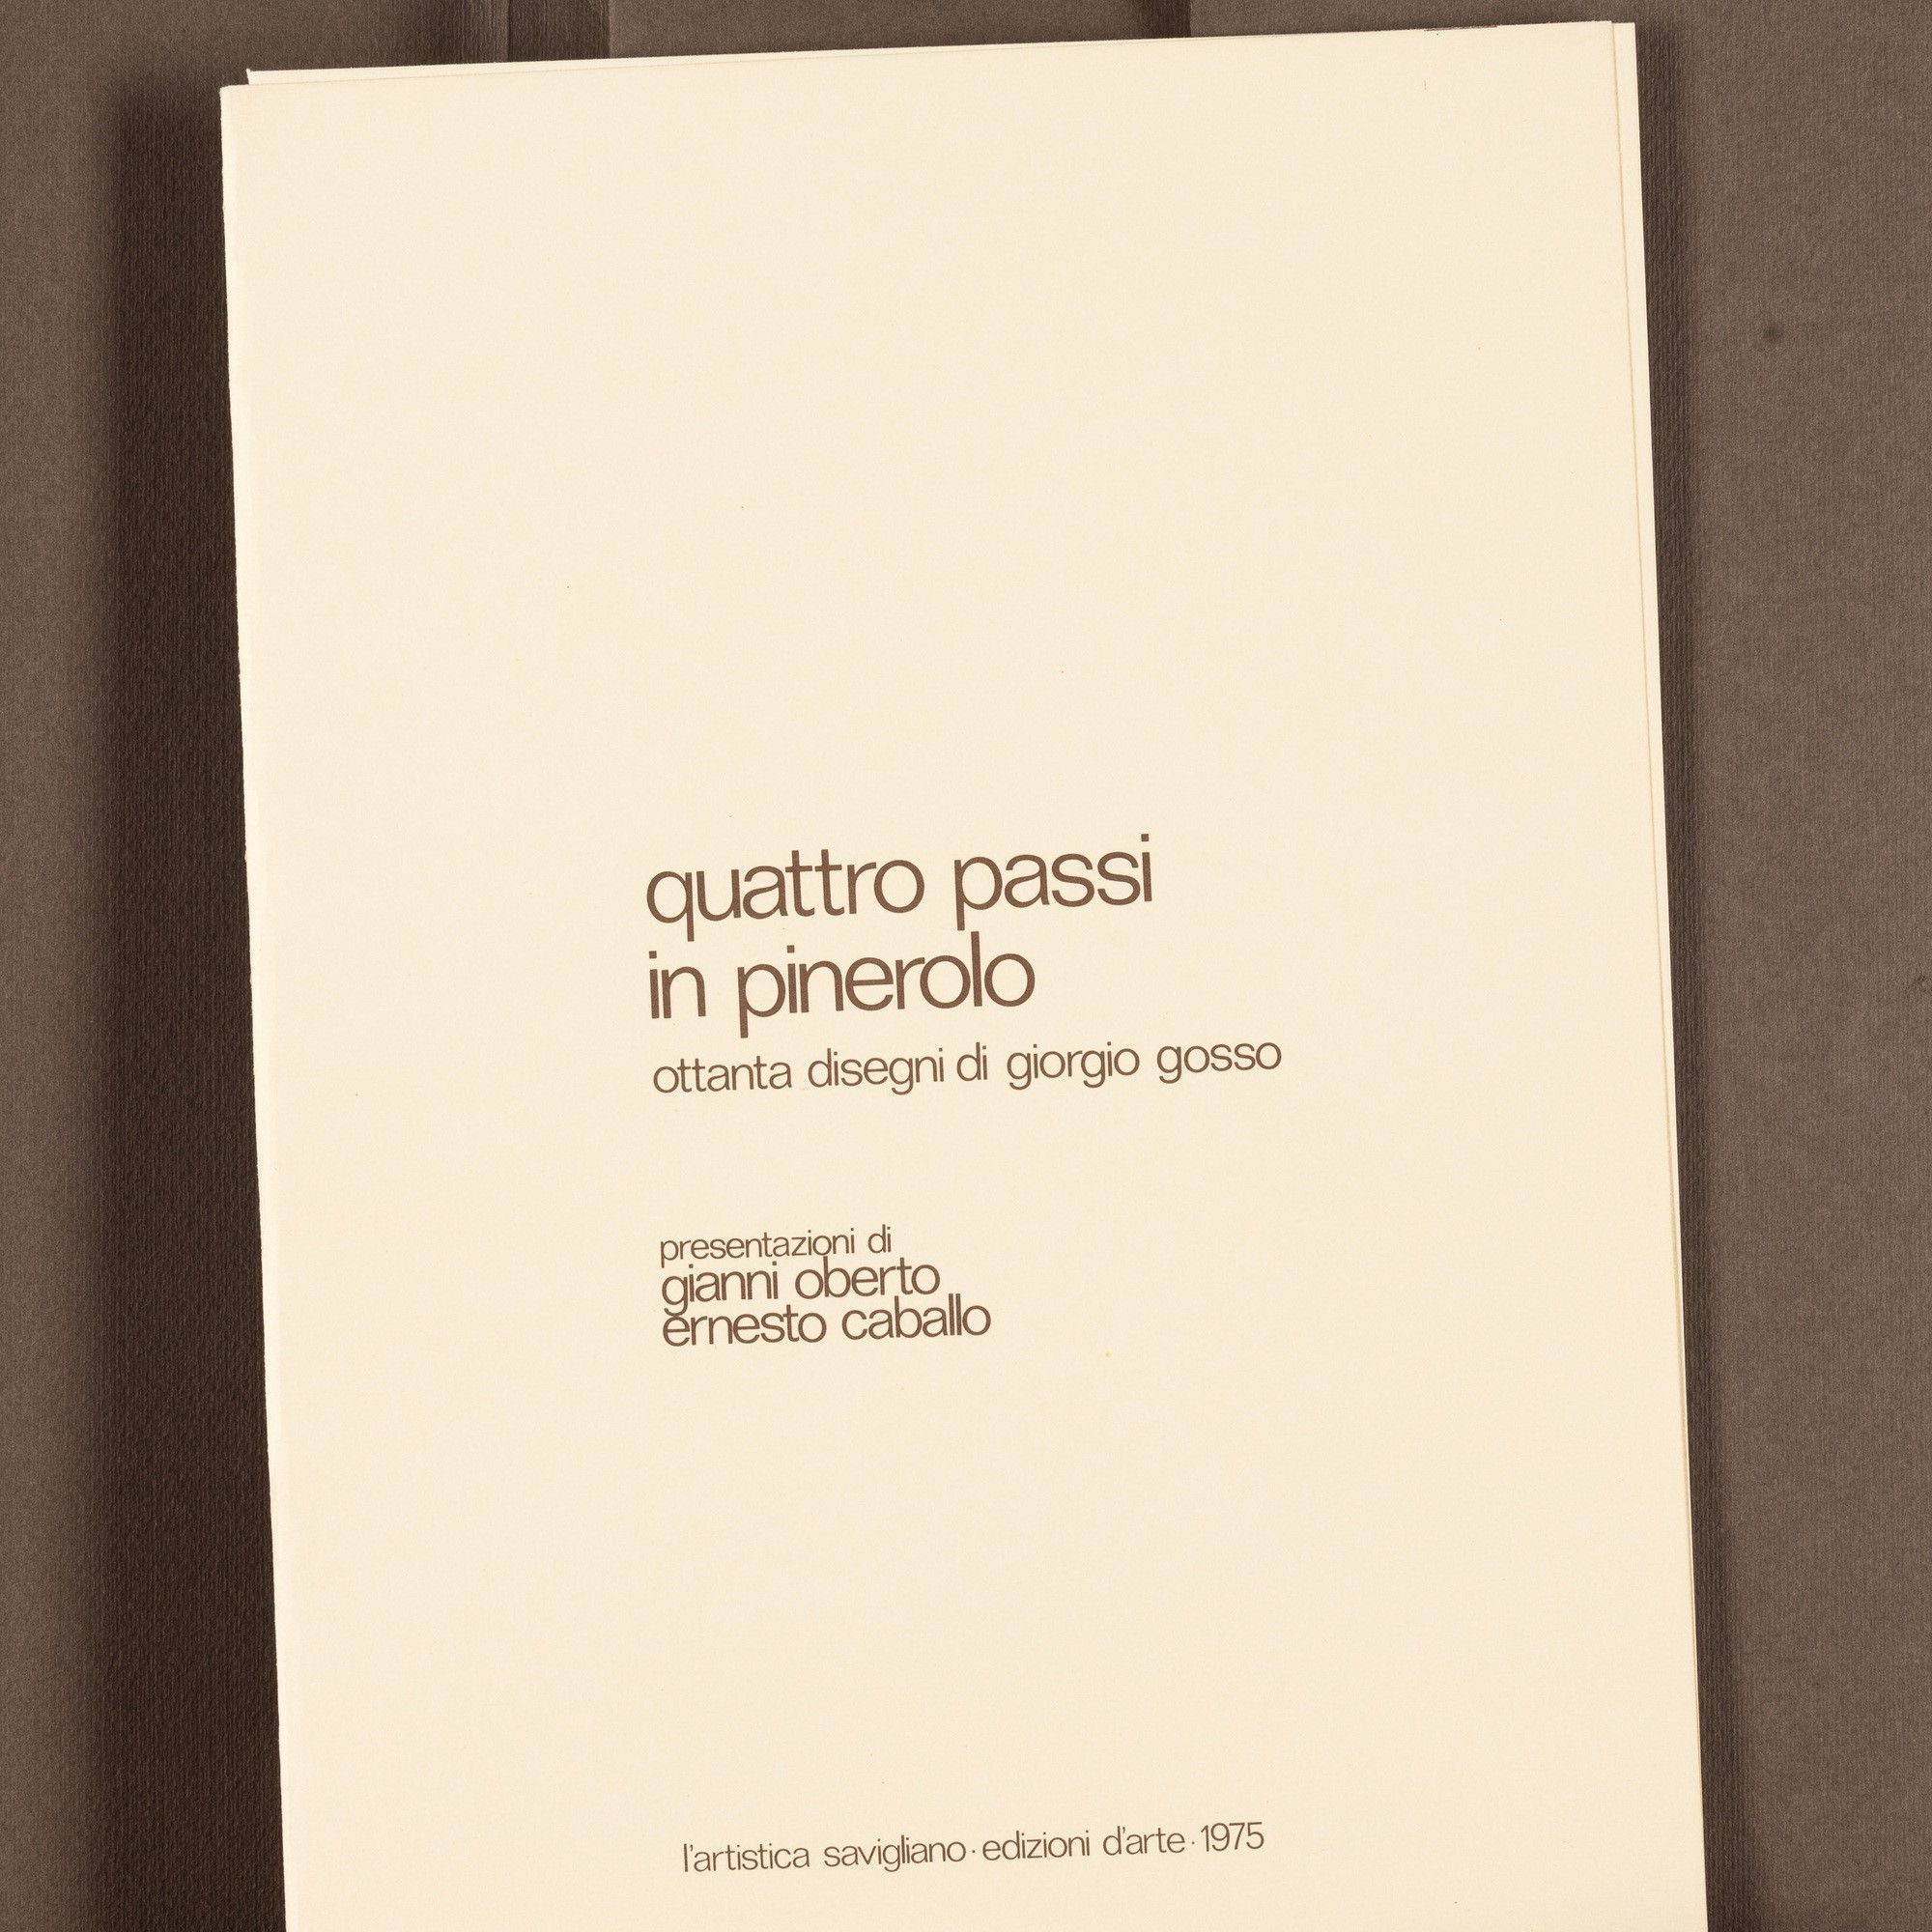 quattro passi
in pinerolo
ottanta disegni di giorgio gosso
presentazioni di
gianni oberto
ernesto caballo
l'artistica savigliano · edizioni d'arte · 1975